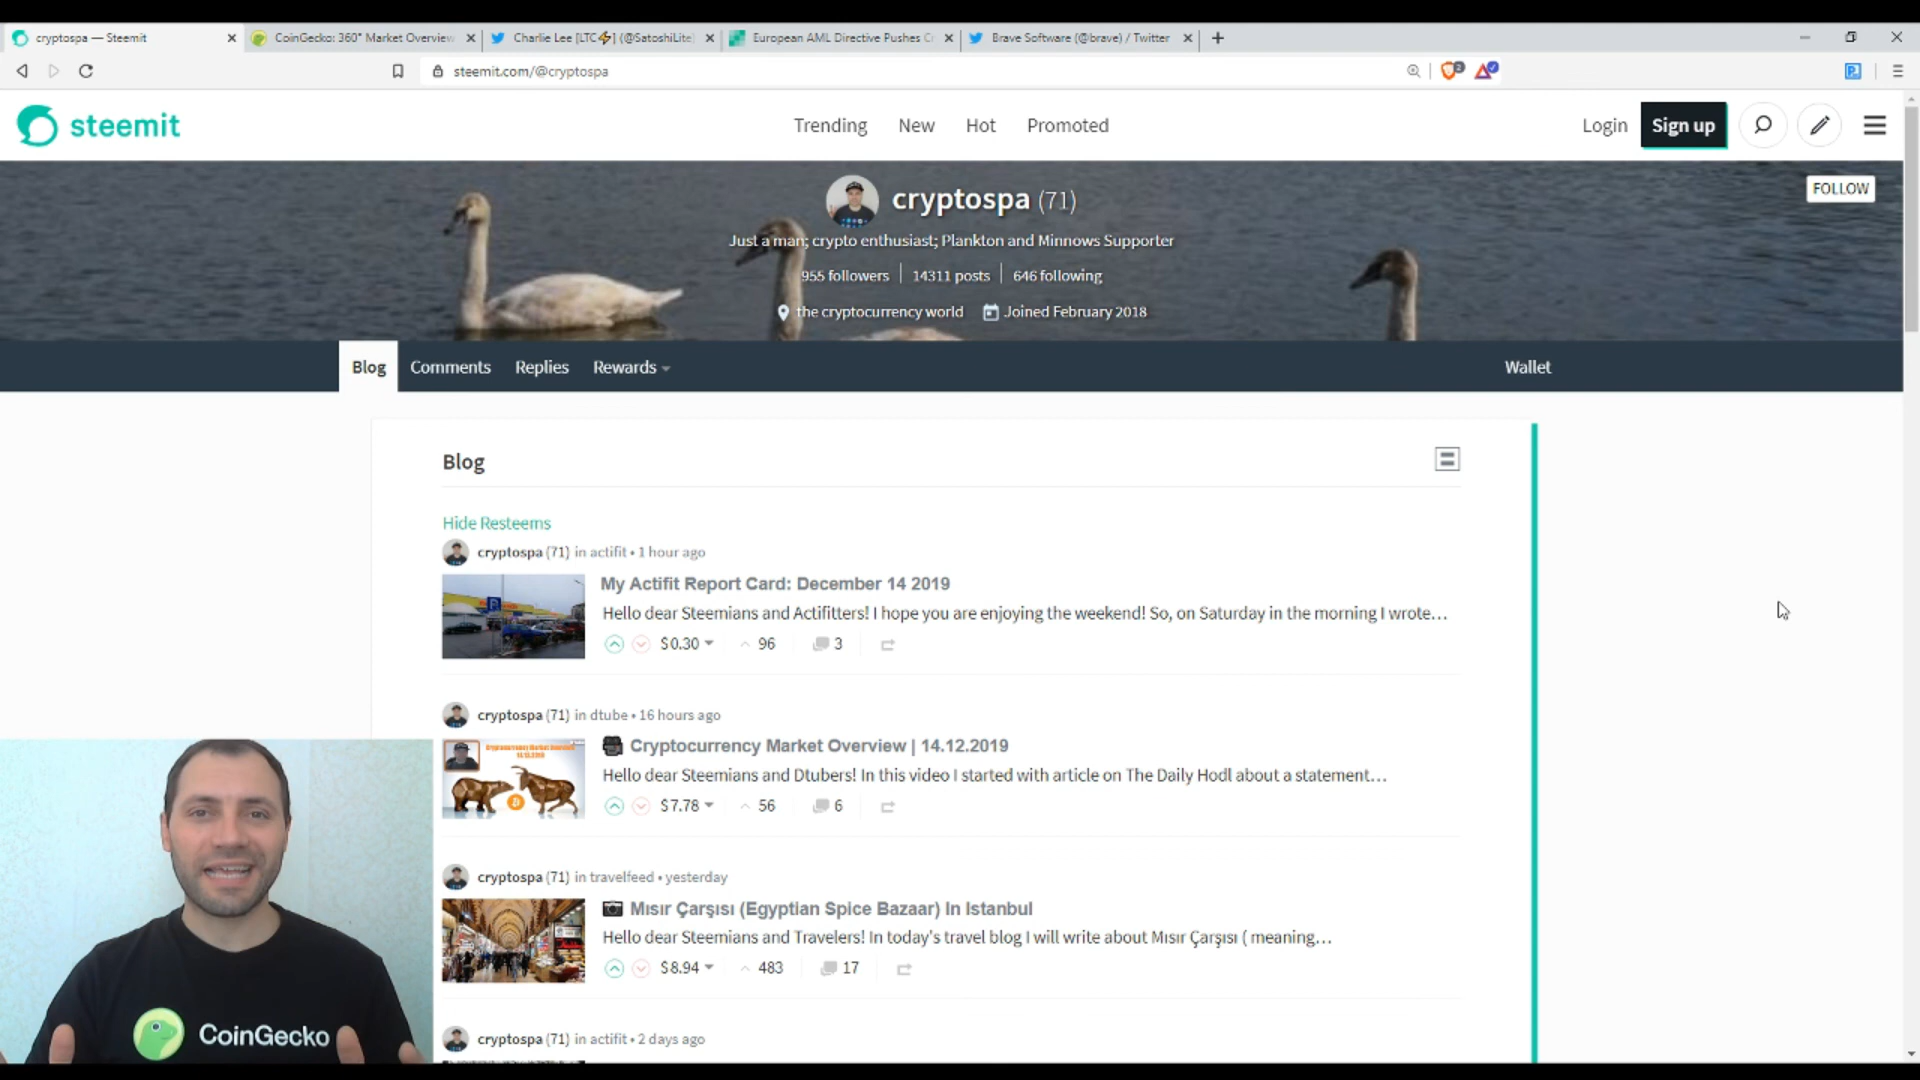 cryptospa — Steemit
CoinGecko: 360° Market Overview
Charlie Lee [LTC⚡] (@SatoshiLite)
European AML Directive Pushes C
Brave Software (@brave) / Twitter
steemit.com/@cryptospa
2
steemit
Trending New Hot Promoted
Login
Sign up
cryptospa (71)
FOLLOW
Just a man; crypto enthusiast; Plankton and Minnows Supporter
955 followers 14311 posts 646 following
the cryptocurrency world Joined February 2018
Blog Comments Replies Rewards Wallet
Blog
Hide Resteems
cryptospa (71) in actifit • 1 hour ago
My Actifit Report Card: December 14 2019
Hello dear Steemians and Actifitters! I hope you are enjoying the weekend! So, on Saturday in the morning I wrote…
$0.30 96 3
cryptospa (71) in dtube • 16 hours ago
Cryptocurrency Market Overview | 14.12.2019
Hello dear Steemians and Dtubers! In this video I started with article on The Daily Hodl about a statement…
$7.78 56 6
cryptospa (71) in travelfeed • yesterday
Mısır Çarşısı (Egyptian Spice Bazaar) In Istanbul
Hello dear Steemians and Travelers! In today's travel blog I will write about Mısır Çarşısı ( meaning…
$8.94 483 17
cryptospa (71) in actifit • 2 days ago
CoinGecko